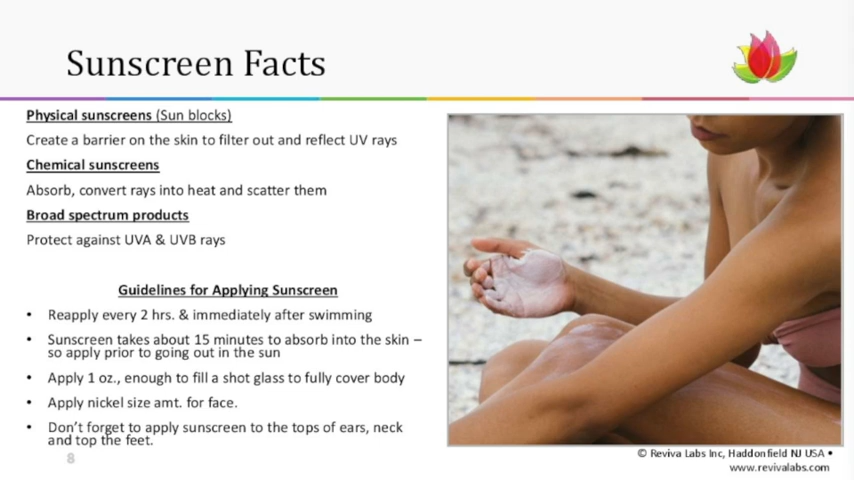 Sunscreen Facts
Physical sunscreens (Sun blocks)
Create a barrier on the skin to filter out and reflect UV rays
Chemical sunscreens
Absorb, convert rays into heat and scatter them
Broad spectrum products
Protect against UVA & UVB rays
Guidelines for Applying Sunscreen
• Reapply every 2 hrs. & immediately after swimming
• Sunscreen takes about 15 minutes to absorb into the skin –
so apply prior to going out in the sun
• Apply 1 oz., enough to fill a shot glass to fully cover body
• Apply nickel size amt. for face.
• Don't forget to apply sunscreen to the tops of ears, neck
and top the feet.
8
© Reviva Labs Inc, Haddonfield NJ USA •
www.revivalabs.com